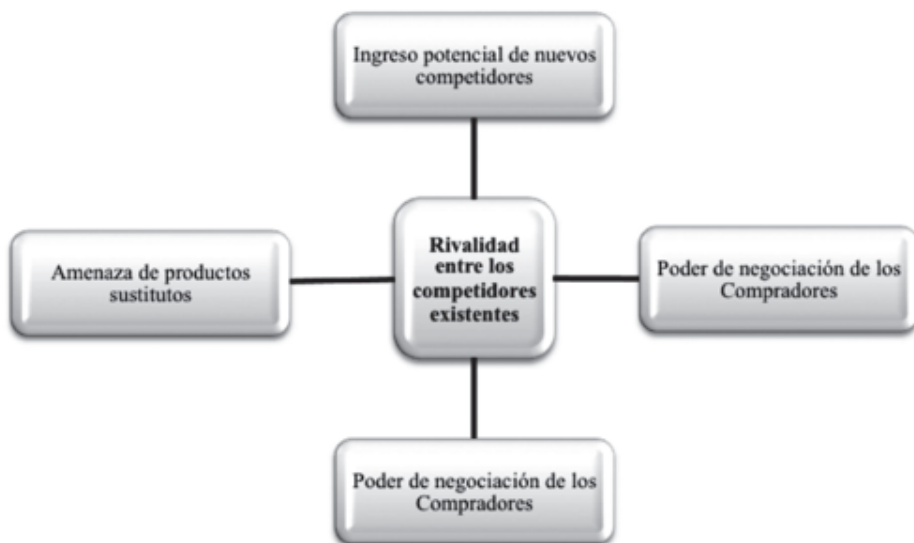 Ingreso potencial de nuevos
competidores
Rivalidad
entre los
competidores
existentes
Amenaza de productos
sustitutos
Poder de negociación de los
Compradores
Poder de negociación de los
Compradores